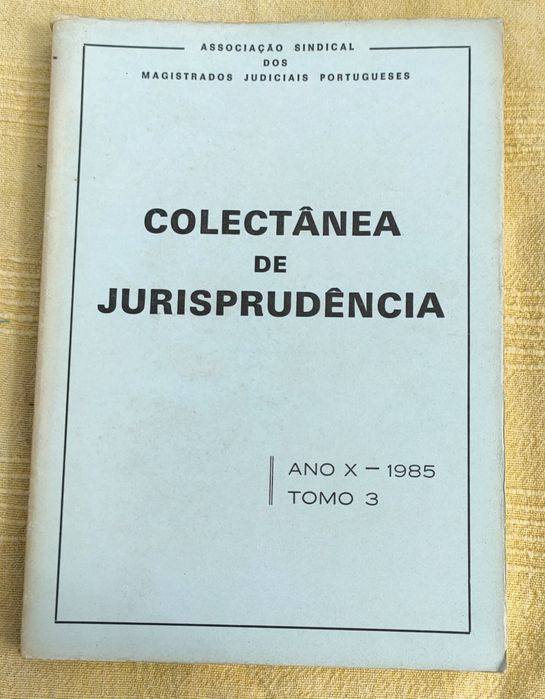 ASSOCIAÇÃO SINDICAL
DOS
MAGISTRADOS JUDICIAIS PORTUGUESES
COLECTÂNEA
DE
JURISPRUDÊNCIA
ANO X – 1985
TOMO 3